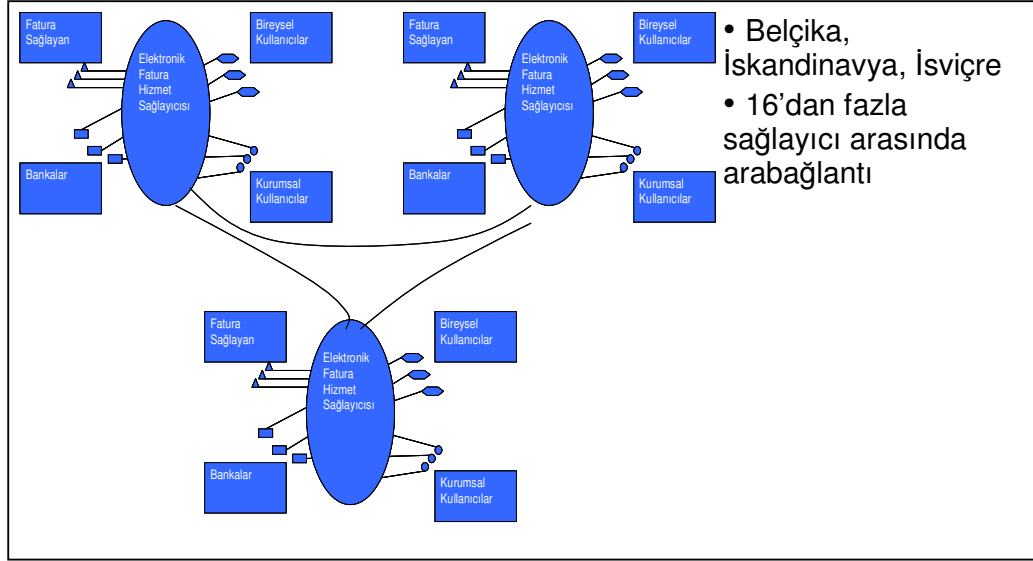 Fatura
Sağlayan
Elektronik
Fatura
Hizmet
Sağlayıcısı
Bireysel
Kullanıcılar
Bankalar
Kurumsal
Kullanıcılar
Fatura
Sağlayan
Elektronik
Fatura
Hizmet
Sağlayıcısı
Bireysel
Kullanıcılar
Bankalar
Kurumsal
Kullanıcılar
• Belçika,
İskandinavya, İsviçre
• 16’dan fazla
sağlayıcı arasında
arabağlantı
Fatura
Sağlayan
Elektronik
Fatura
Hizmet
Sağlayıcısı
Bireysel
Kullanıcılar
Bankalar
Kurumsal
Kullanıcılar